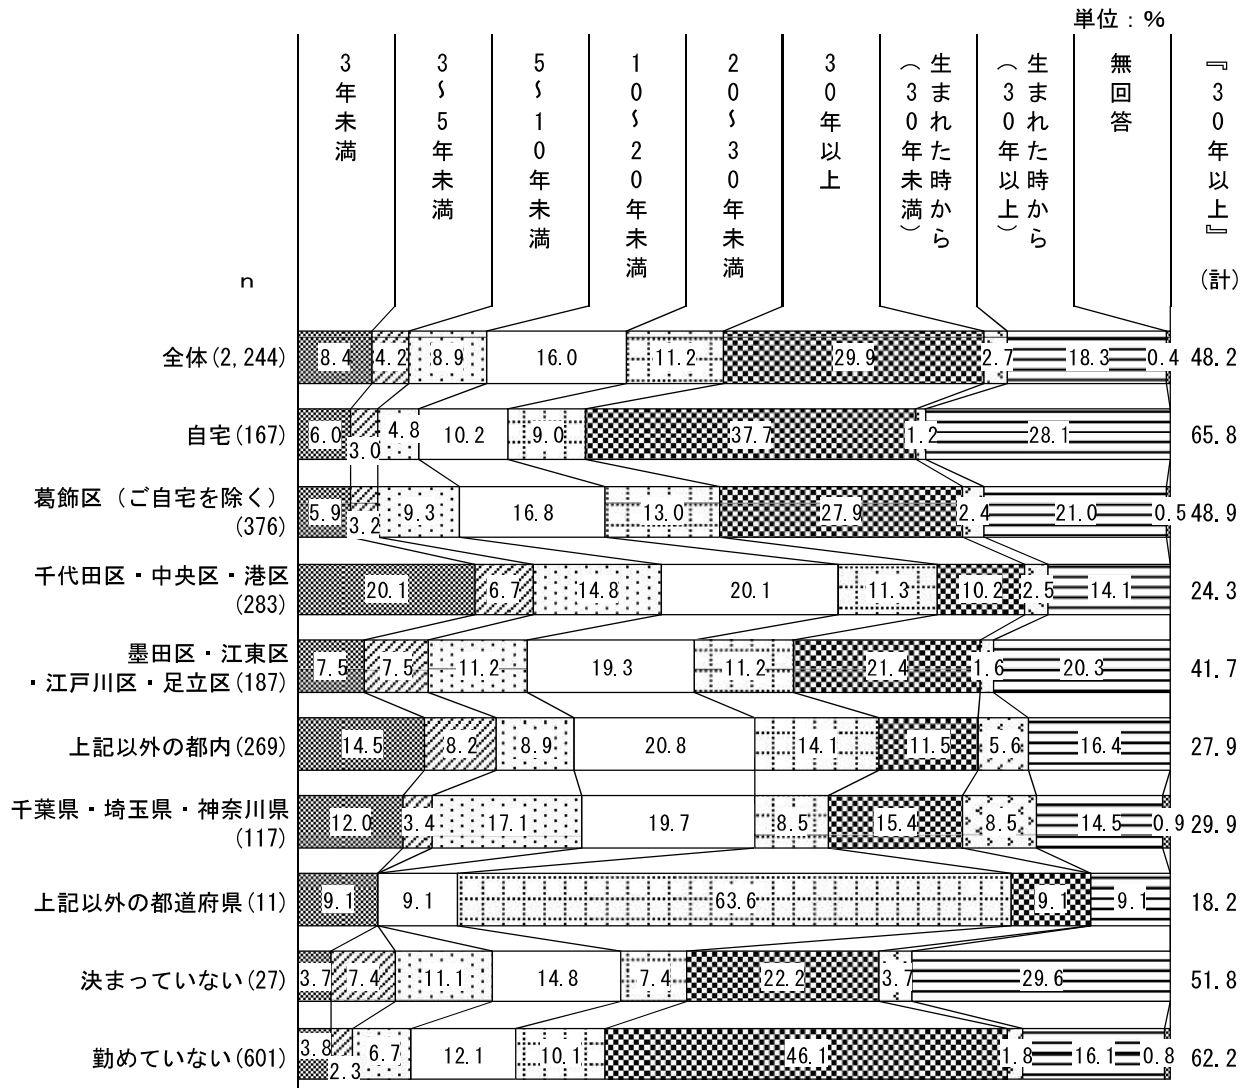 単位：％
3年未満
3～5年未満
5～10年未満
10～20年未満
20～30年未満
30年以上
生まれた時から
（30年未満）
生まれた時から
（30年以上）
無回答
『30年以上』
(計)
n
全体(2,244) 8.4 4.2 8.9 16.0 11.2 29.9 2.7 18.3 0.4 48.2
自宅(167) 6.0 3.0 4.8 10.2 9.0 37.7 1.2 28.1 65.8
葛飾区（ご自宅を除く）
(376) 5.9 3.2 9.3 16.8 13.0 27.9 2.4 21.0 0.5 48.9
千代田区・中央区・港区
(283) 20.1 6.7 14.8 20.1 11.3 10.2 2.5 14.1 24.3
墨田区・江東区
・江戸川区・足立区(187) 7.5 7.5 11.2 19.3 11.2 21.4 1.6 20.3 41.7
上記以外の都内(269) 14.5 8.2 8.9 20.8 14.1 11.5 5.6 16.4 27.9
千葉県・埼玉県・神奈川県
(117) 12.0 3.4 17.1 19.7 8.5 15.4 8.5 14.5 0.9 29.9
上記以外の都道府県(11) 9.1 9.1 63.6 9.1 9.1 18.2
決まっていない(27) 3.7 7.4 11.1 14.8 7.4 22.2 3.7 29.6 51.8
勤めていない(601) 3.8 2.3 6.7 12.1 10.1 46.1 1.8 16.1 0.8 62.2